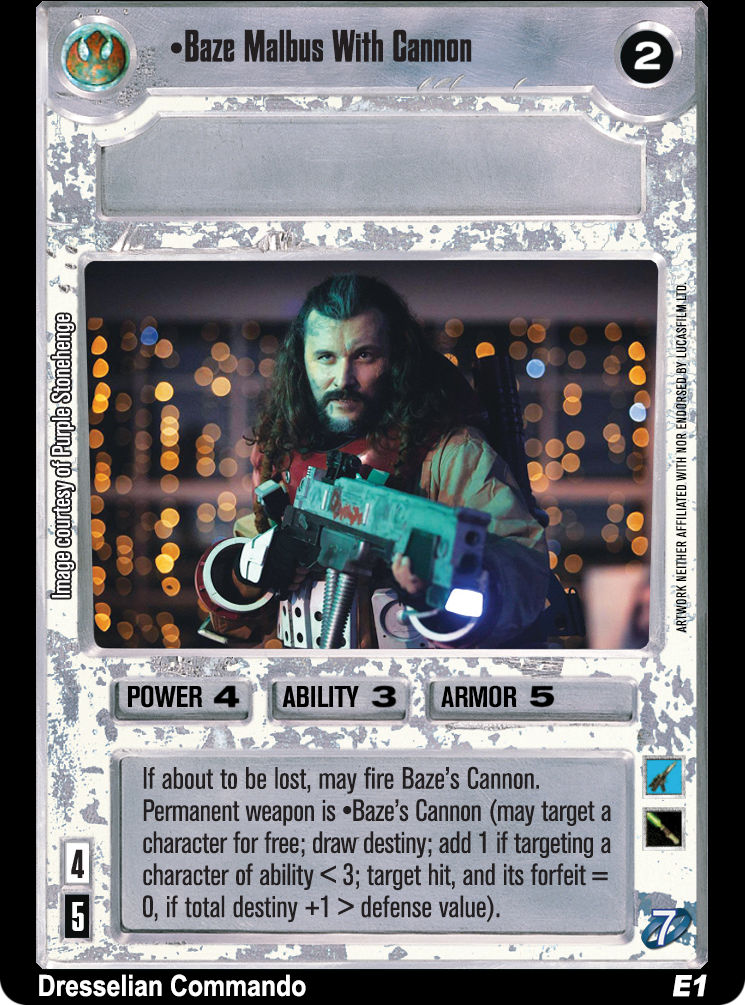 •Baze Malbus With Cannon
2
Image courtesy of Purple Stonehenge
ARTWORK NEITHER AFFILIATED WITH NOR ENDORSED BY LUCASFILM LTD.
POWER 4
ABILITY 3
ARMOR 5
If about to be lost, may fire Baze's Cannon.
Permanent weapon is •Baze's Cannon (may target a
character for free; draw destiny; add 1 if targeting a
character of ability < 3; target hit, and its forfeit =
0, if total destiny +1 > defense value).
4
5
7
Dresselian Commando
E1